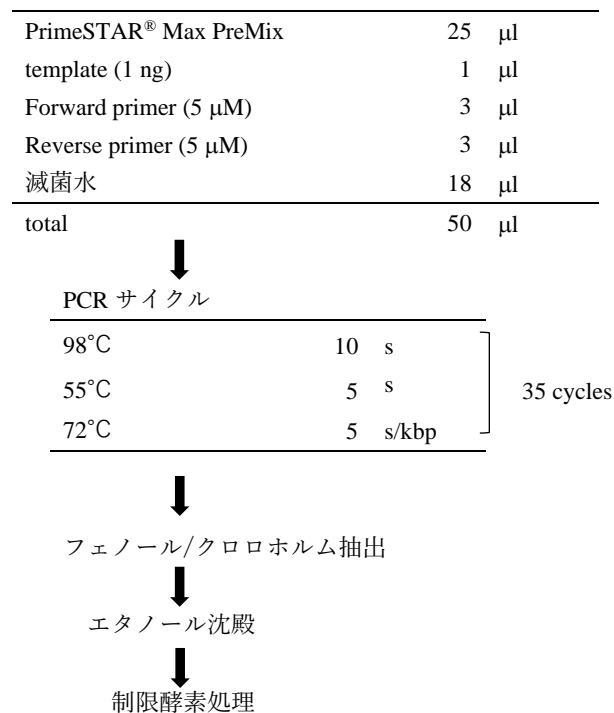 PrimeSTAR® Max PreMix 25 μl
template (1 ng) 1 μl
Forward primer (5 μM) 3 μl
Reverse primer (5 μM) 3 μl
滅菌水 18 μl
total 50 μl
PCR サイクル
98°C 10 s
55°C 5 s
35 cycles
72°C 5 s/kbp
フェノール/クロロホルム抽出
エタノール沈殿
制限酵素処理